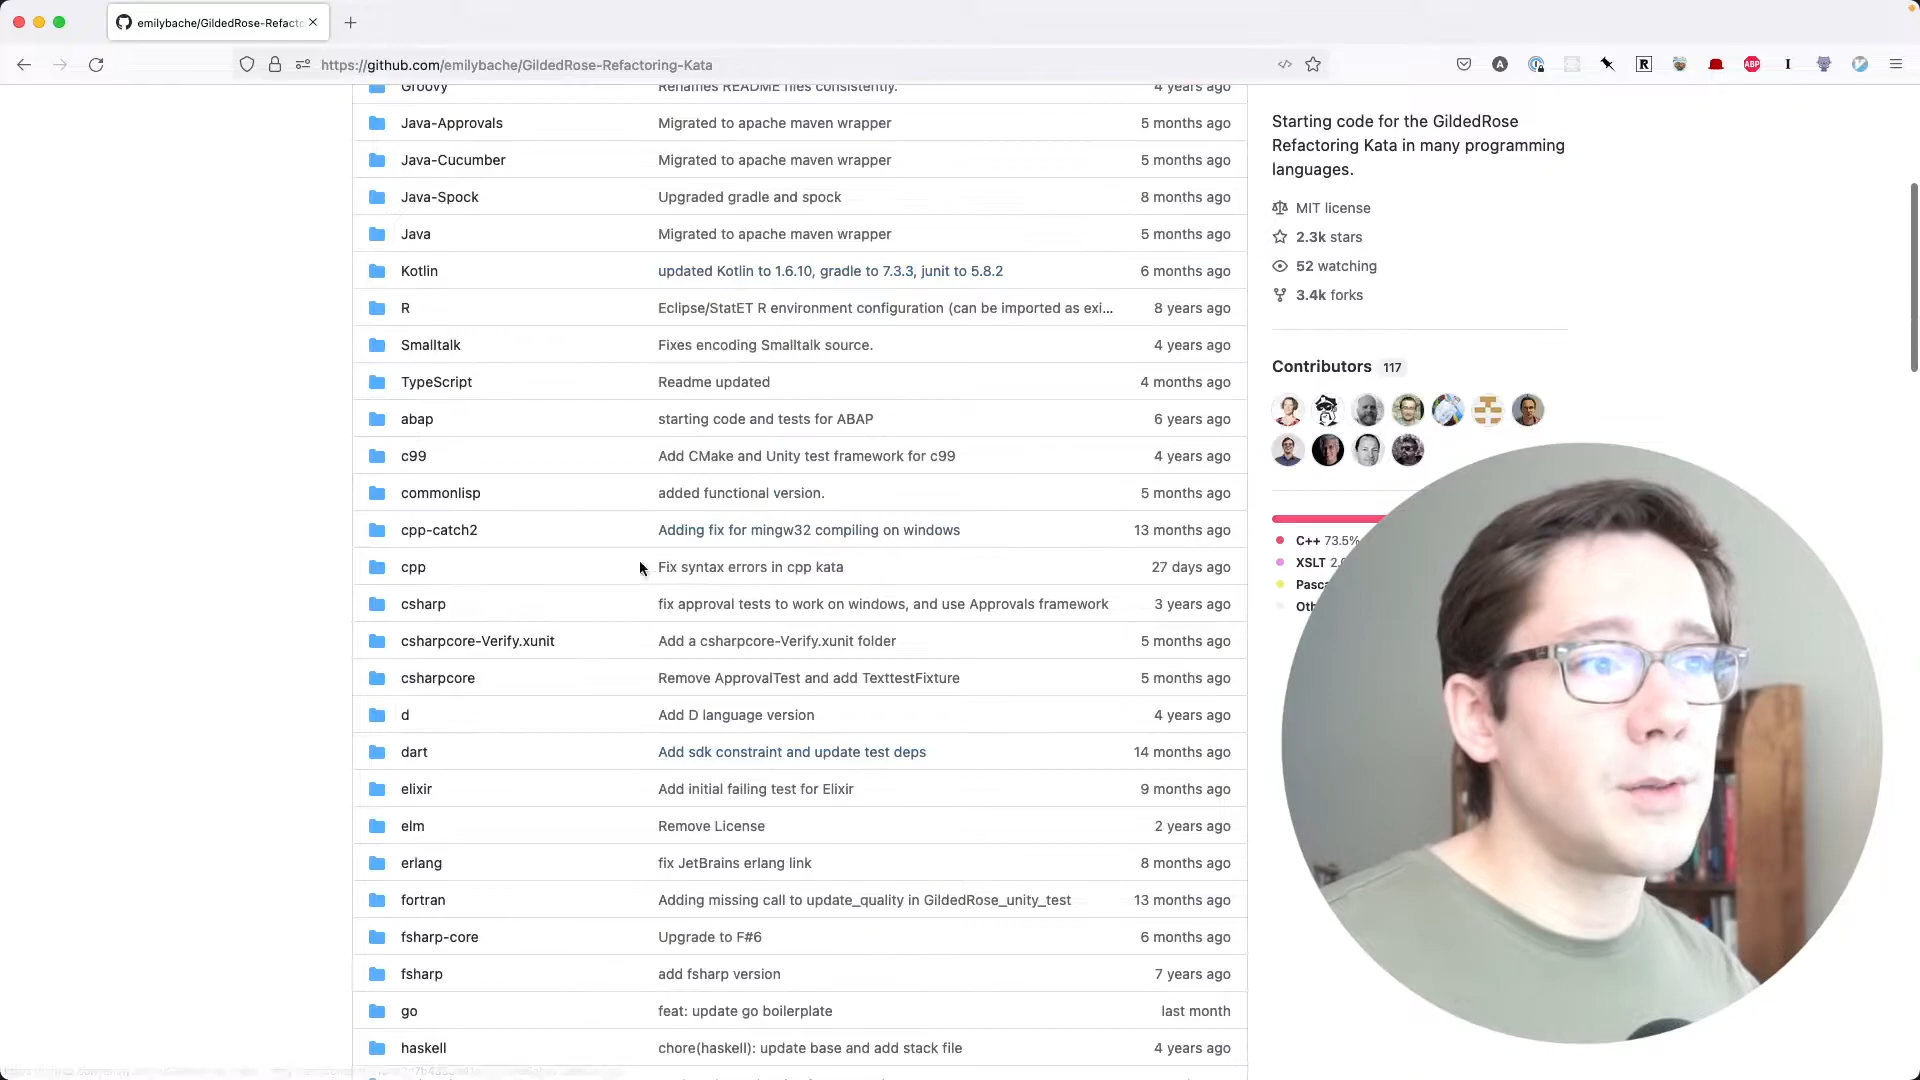 emilybache/GildedRose-Refacto
https://github.com/emilybache/GildedRose-Refactoring-Kata
Groovy Renames README files consistently. 4 years ago
Java-Approvals Migrated to apache maven wrapper 5 months ago
Java-Cucumber Migrated to apache maven wrapper 5 months ago
Java-Spock Upgraded gradle and spock 8 months ago
Java Migrated to apache maven wrapper 5 months ago
Kotlin updated Kotlin to 1.6.10, gradle to 7.3.3, junit to 5.8.2 6 months ago
R Eclipse/StatET R environment configuration (can be imported as exi... 8 years ago
Smalltalk Fixes encoding Smalltalk source. 4 years ago
TypeScript Readme updated 4 months ago
abap starting code and tests for ABAP 6 years ago
c99 Add CMake and Unity test framework for c99 4 years ago
commonlisp added functional version. 5 months ago
cpp-catch2 Adding fix for mingw32 compiling on windows 13 months ago
cpp Fix syntax errors in cpp kata 27 days ago
csharp fix approval tests to work on windows, and use Approvals framework 3 years ago
csharpcore-Verify.xunit Add a csharpcore-Verify.xunit folder 5 months ago
csharpcore Remove ApprovalTest and add TexttestFixture 5 months ago
d Add D language version 4 years ago
dart Add sdk constraint and update test deps 14 months ago
elixir Add initial failing test for Elixir 9 months ago
elm Remove License 2 years ago
erlang fix JetBrains erlang link 8 months ago
fortran Adding missing call to update_quality in GildedRose_unity_test 13 months ago
fsharp-core Upgrade to F#6 6 months ago
fsharp add fsharp version 7 years ago
go feat: update go boilerplate last month
haskell chore(haskell): update base and add stack file 4 years ago
Starting code for the GildedRose
Refactoring Kata in many programming
languages.
MIT license
2.3k stars
52 watching
3.4k forks
Contributors 117
C++ 73.5%
XSLT 2.
Pasc
Oth
ABP